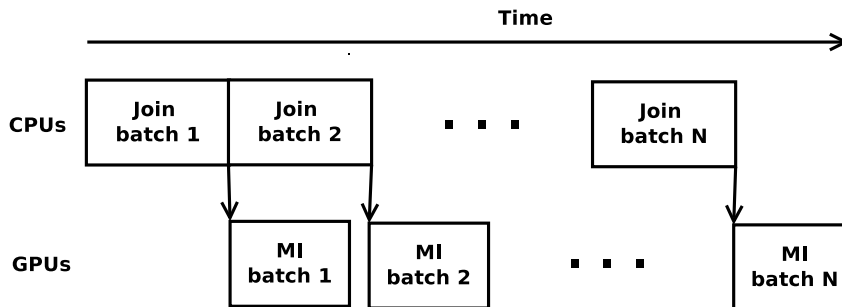 Time
CPUs
Join
batch 1
Join
batch 2
Join
batch N
GPUs
MI
batch 1
MI
batch 2
MI
batch N